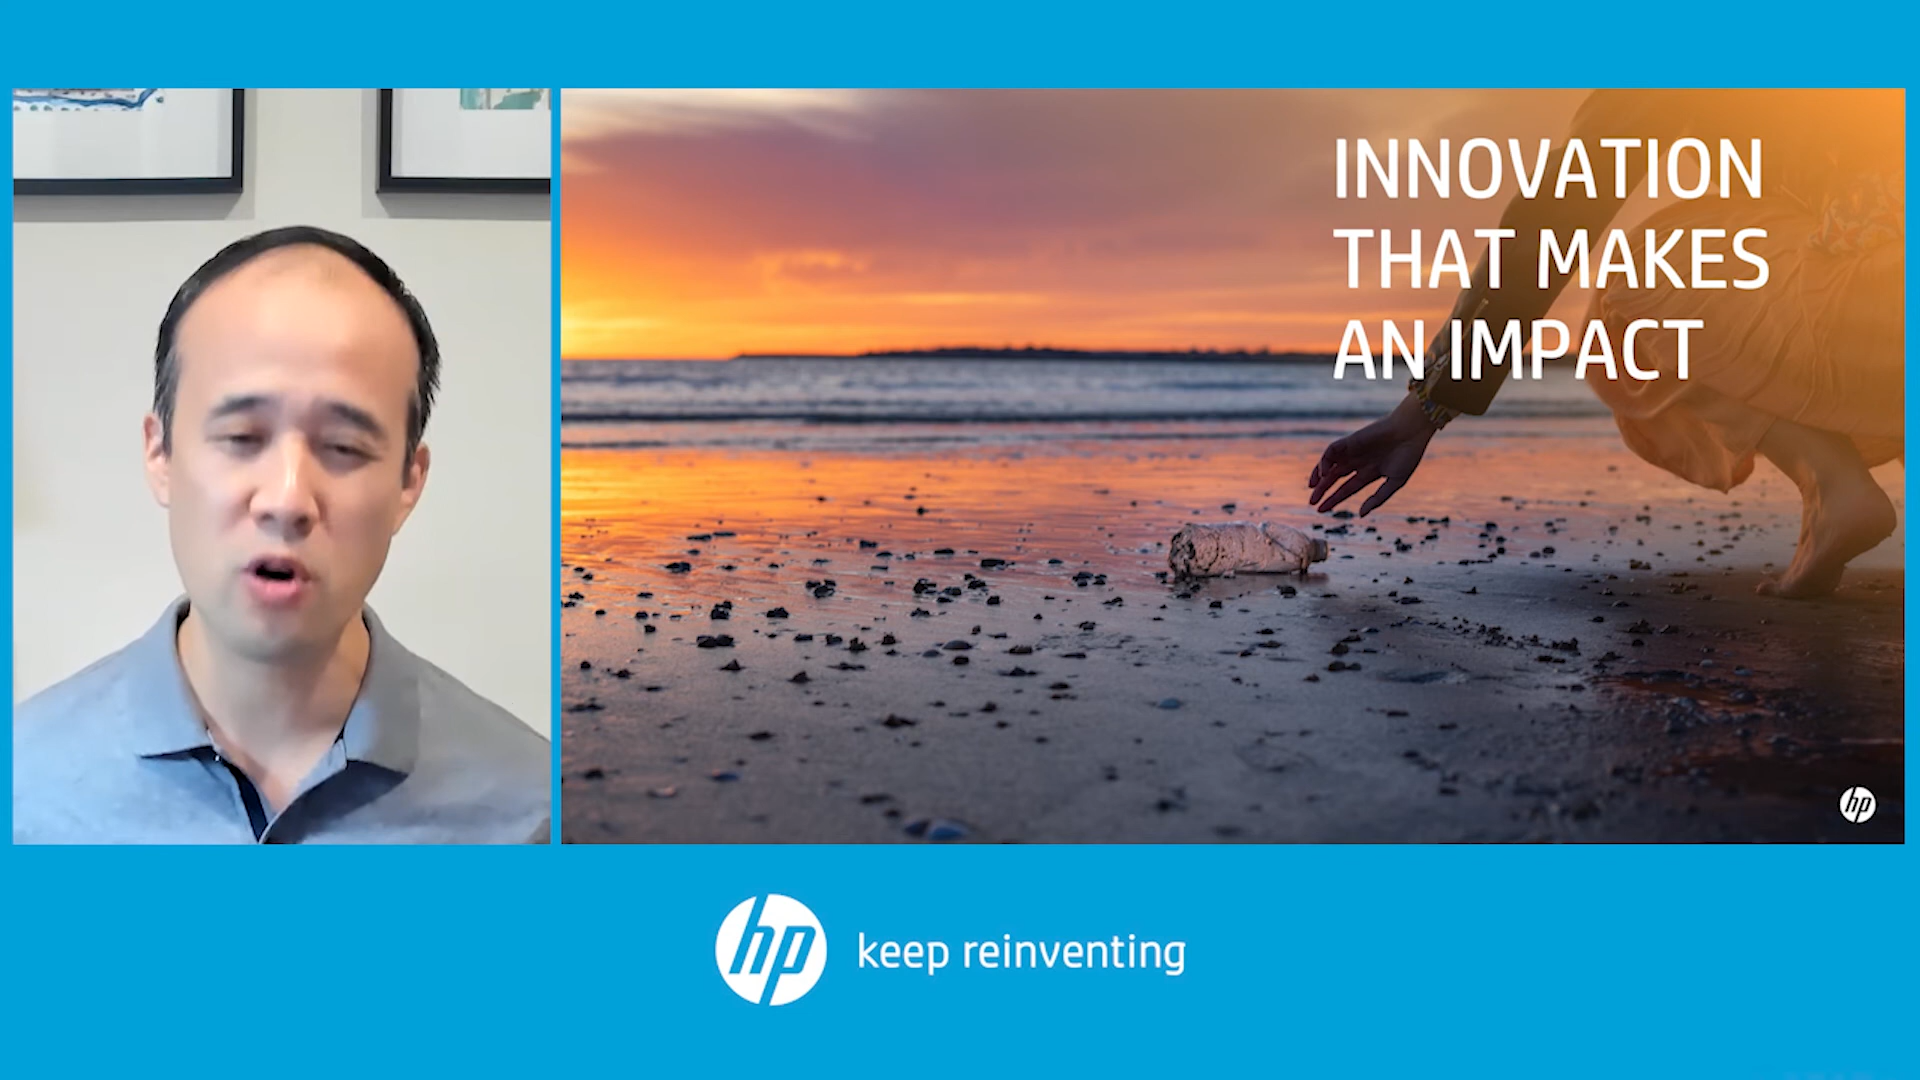 INNOVATION
THAT MAKES
AN IMPACT
hp
hp keep reinventing